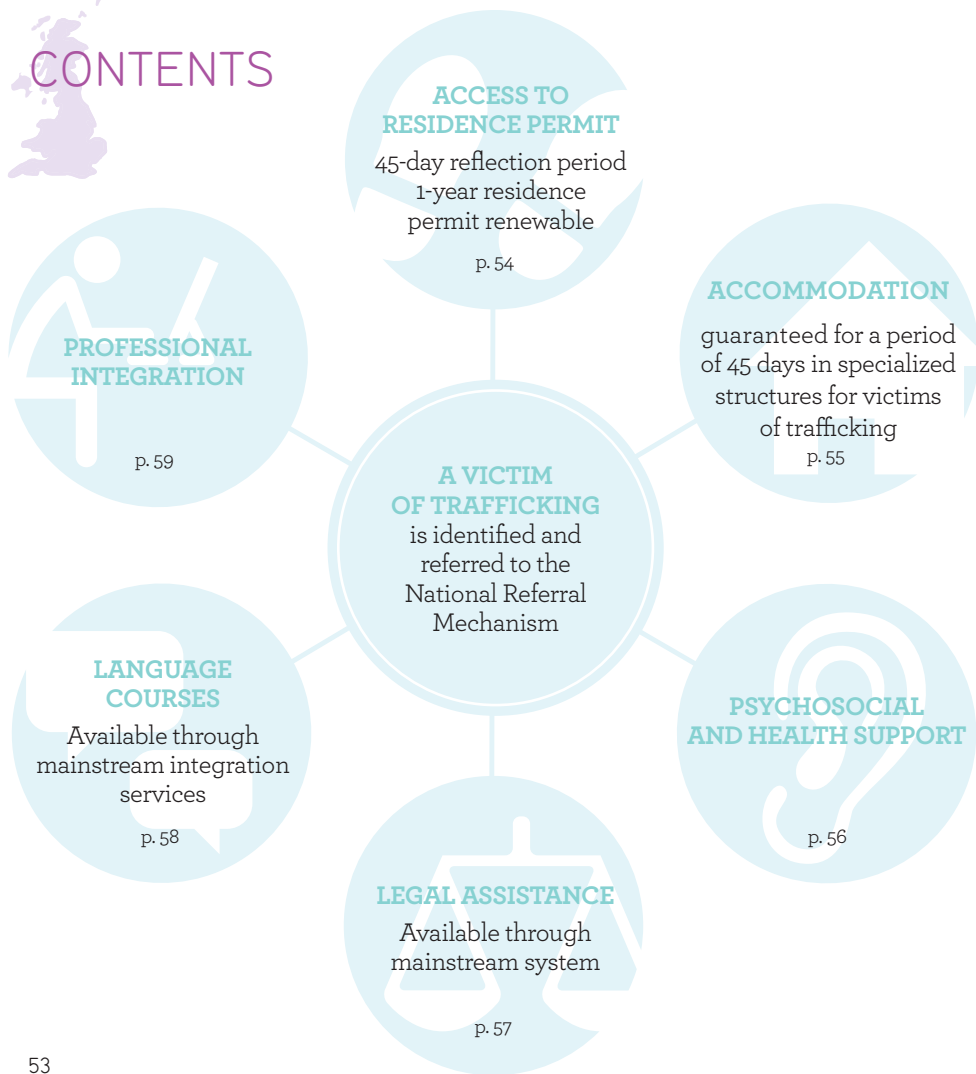 CONTENTS
ACCESS TO
RESIDENCE PERMIT
45-day reflection period
1-year residence
permit renewable
p. 54
ACCOMMODATION
guaranteed for a period
of 45 days in specialized
structures for victims
of trafficking
p. 55
PROFESSIONAL
INTEGRATION
p. 59
A VICTIM
OF TRAFFICKING
is identified and
referred to the
National Referral
Mechanism
LANGUAGE
COURSES
Available through
mainstream integration
services
p. 58
PSYCHOSOCIAL
AND HEALTH SUPPORT
p. 56
LEGAL ASSISTANCE
Available through
mainstream system
p. 57
53